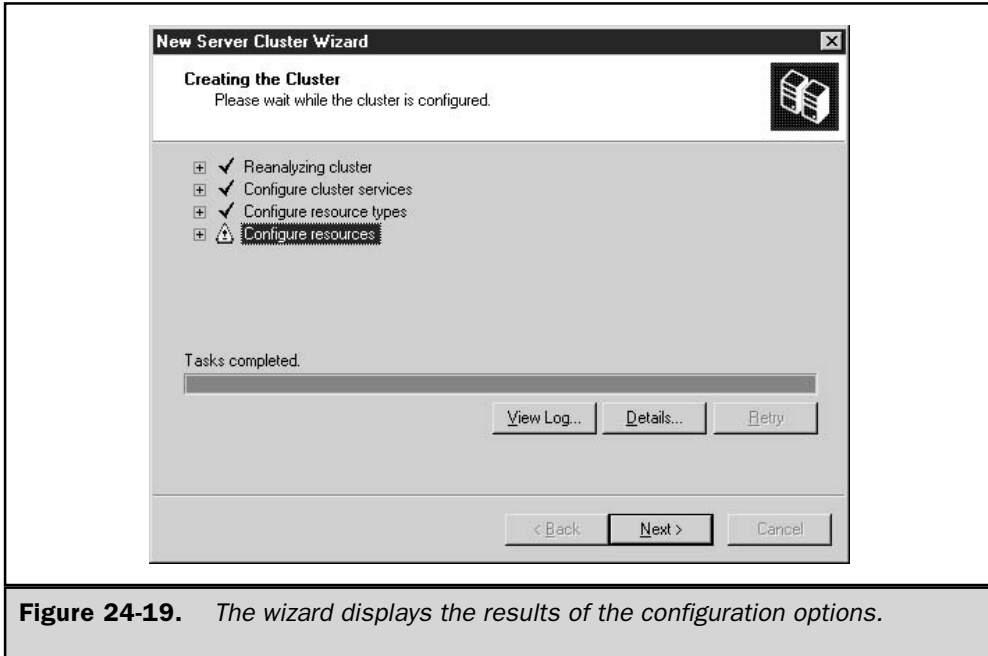 New Server Cluster Wizard
Creating the Cluster
Please wait while the cluster is configured.
Reanalyzing cluster
Configure cluster services
Configure resource types
Configure resources
Tasks completed.
View Log... Details... Retry
< Back Next > Cancel
Figure 24-19. The wizard displays the results of the configuration options.